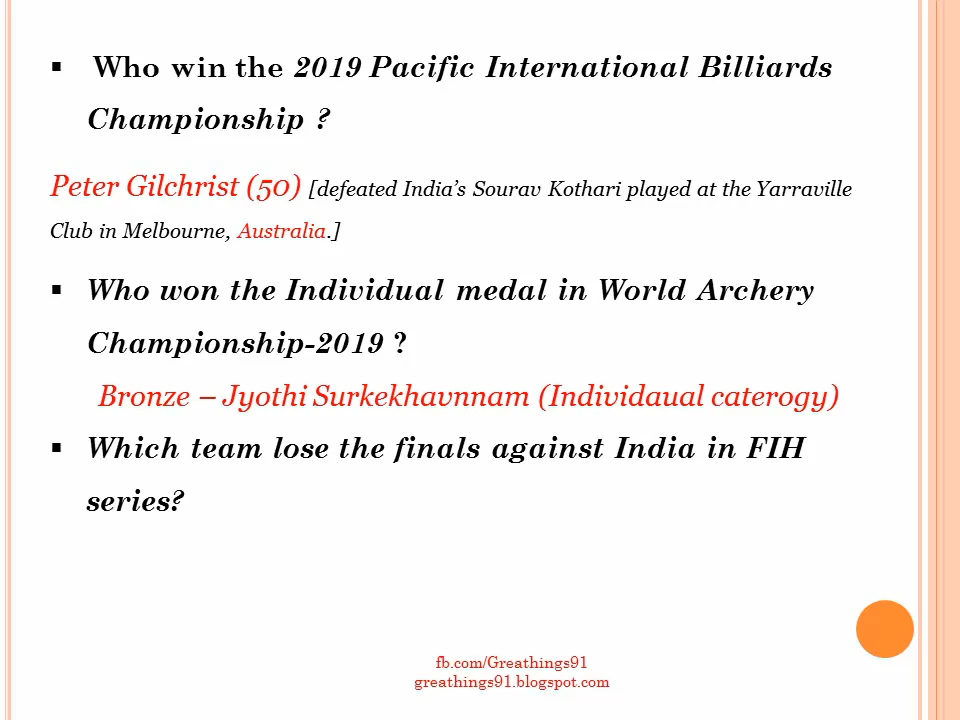 ▪ Who win the 2019 Pacific International Billiards
Championship ?
Peter Gilchrist (50) [defeated India's Sourav Kothari played at the Yarraville
Club in Melbourne, Australia.]
▪ Who won the Individual medal in World Archery
Championship-2019 ?
Bronze – Jyothi Surkekhavnnam (Individaual caterogy)
▪ Which team lose the finals against India in FIH
series?
fb.com/Greathings91
greathings91.blogspot.com